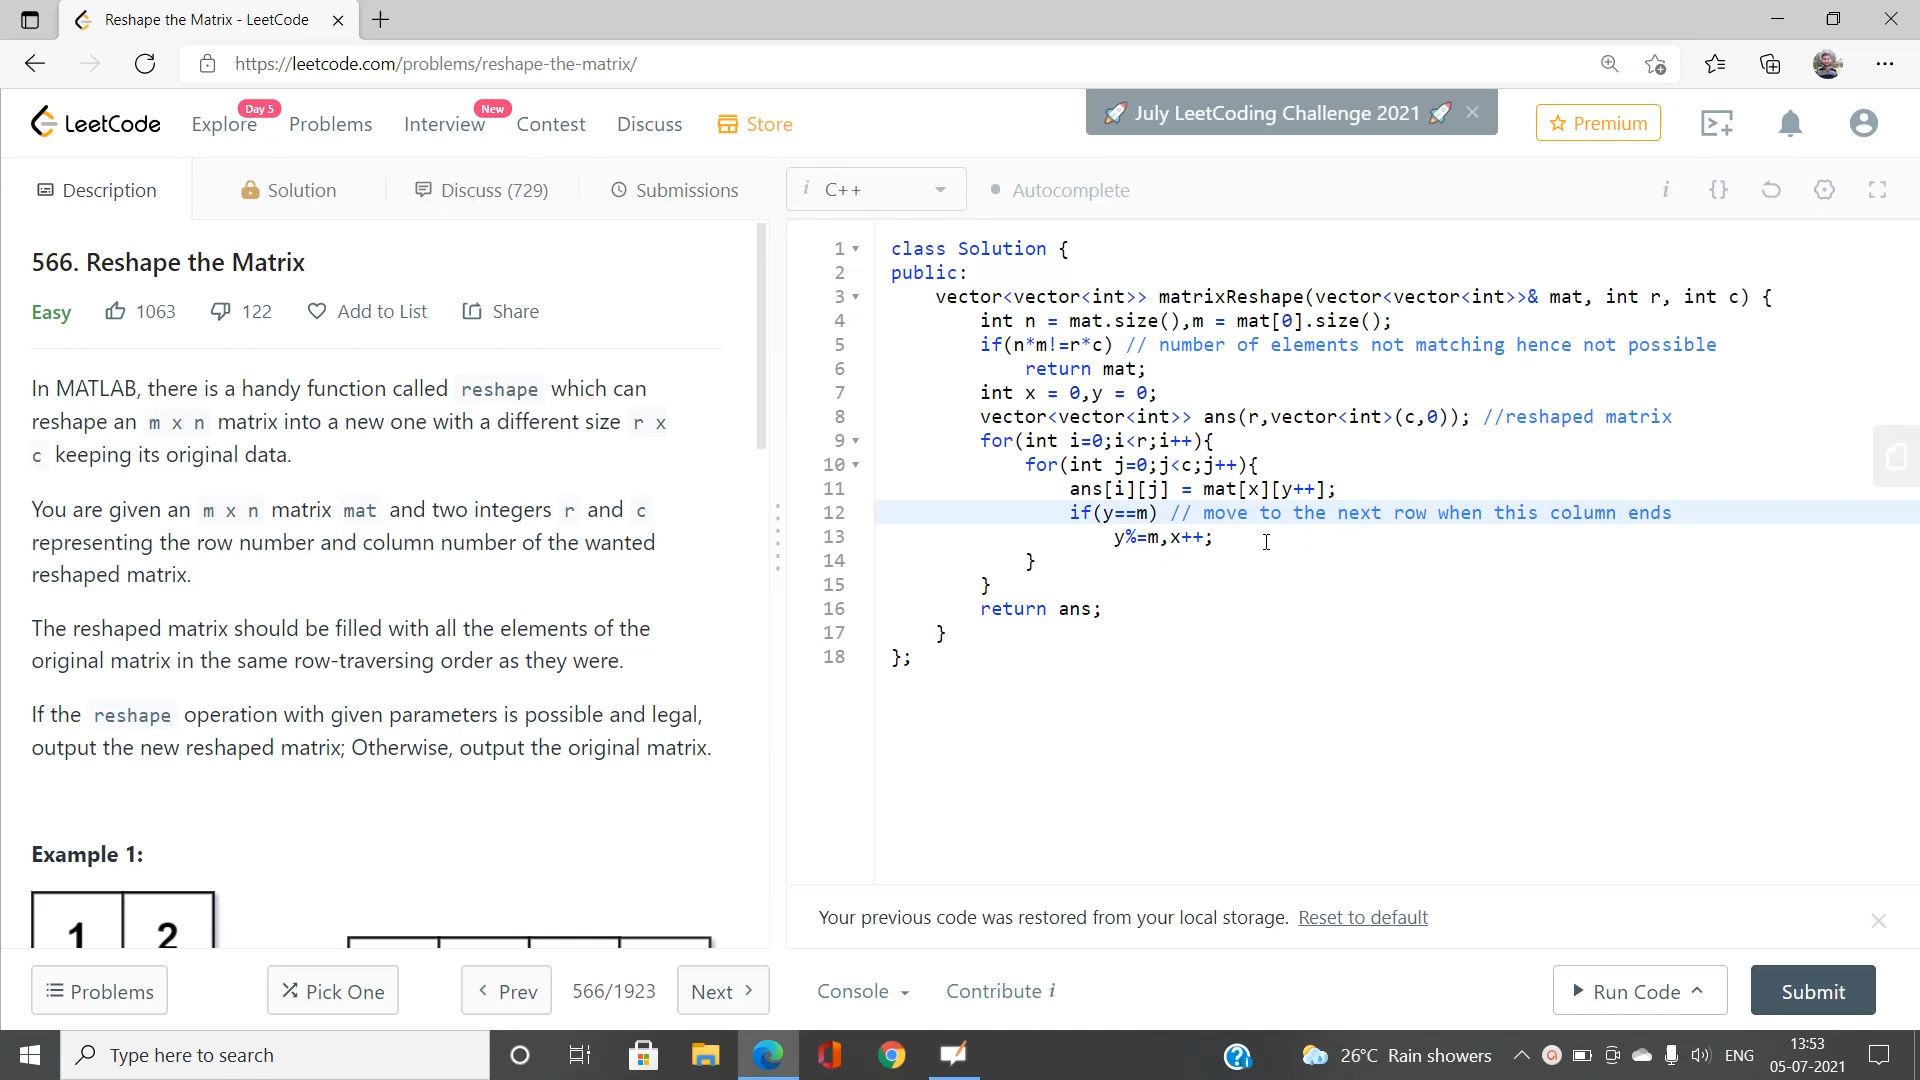 Reshape the Matrix - LeetCode
https://leetcode.com/problems/reshape-the-matrix/
LeetCode
Explore
Day 5
Problems
Interview
New
Contest
Discuss
Store
🚀 July LeetCoding Challenge 2021 🚀
Premium
Description
Solution
Discuss (729)
Submissions
i C++
Autocomplete
i {}
566. Reshape the Matrix
Easy 1063 122 Add to List Share
In MATLAB, there is a handy function called reshape which can
reshape an m x n matrix into a new one with a different size r x
c keeping its original data.
You are given an m x n matrix mat and two integers r and c
representing the row number and column number of the wanted
reshaped matrix.
The reshaped matrix should be filled with all the elements of the
original matrix in the same row-traversing order as they were.
If the reshape operation with given parameters is possible and legal,
output the new reshaped matrix; Otherwise, output the original matrix.
Example 1:
1 2
1 class Solution {
2 public:
3 vector<vector<int>> matrixReshape(vector<vector<int>>& mat, int r, int c) {
4 int n = mat.size(),m = mat[0].size();
5 if(n*m!=r*c) // number of elements not matching hence not possible
6 return mat;
7 int x = 0,y = 0;
8 vector<vector<int>> ans(r,vector<int>(c,0)); //reshaped matrix
9 for(int i=0;i<r;i++){
10 for(int j=0;j<c;j++){
11 ans[i][j] = mat[x][y++];
12 if(y==m) // move to the next row when this column ends
13 y%=m,x++;
14 }
15 }
16 return ans;
17 }
18 };
Your previous code was restored from your local storage. Reset to default
Problems
Pick One
Prev
566/1923
Next
Console
Contribute i
Run Code
Submit
Type here to search
26°C Rain showers
ENG
13:53
05-07-2021